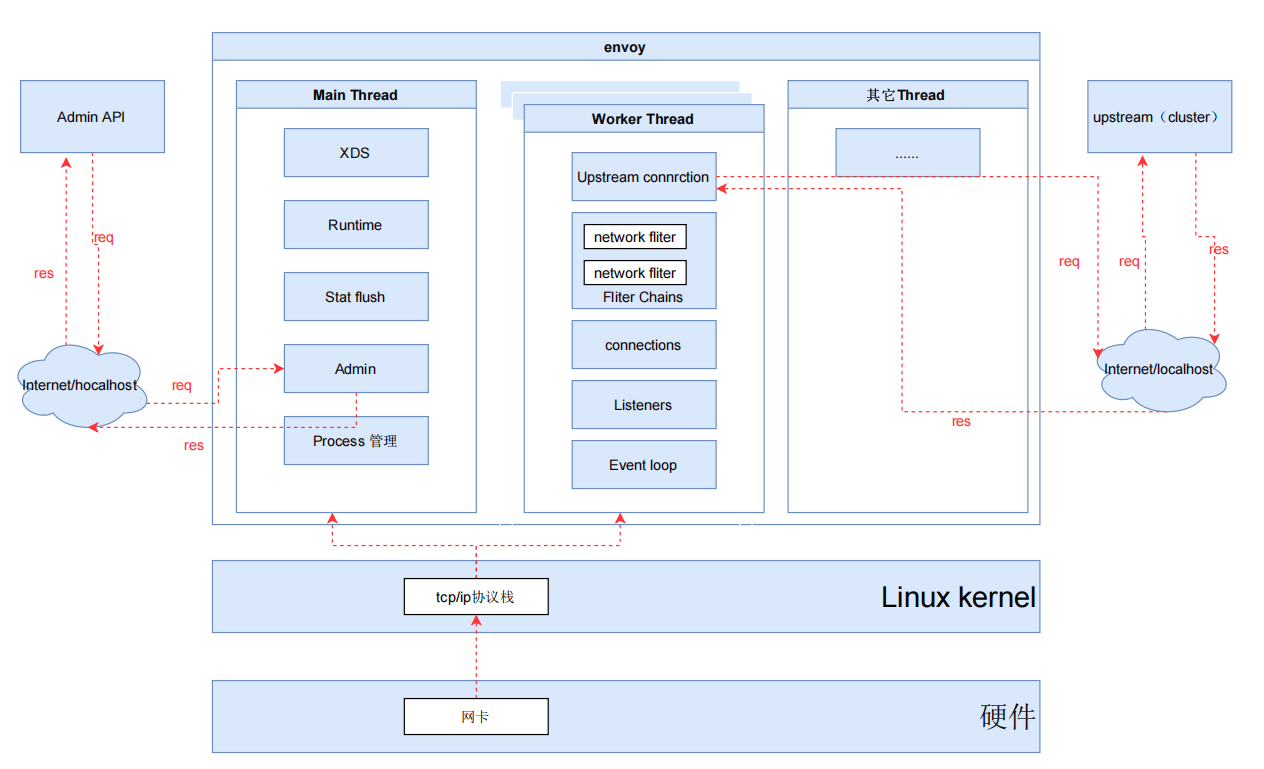 envoy
Admin API
Main Thread
XDS
Runtime
Stat flush
Admin
Process 管理
Worker Thread
Upstream connrction
network fliter
network fliter
Fliter Chains
connections
Listeners
Event loop
其它Thread
......
upstream（cluster）
req
res
Internet/hocalhost
req
res
req
req
res
Internet/localhost
res
tcp/ip协议栈
Linux kernel
网卡
硬件